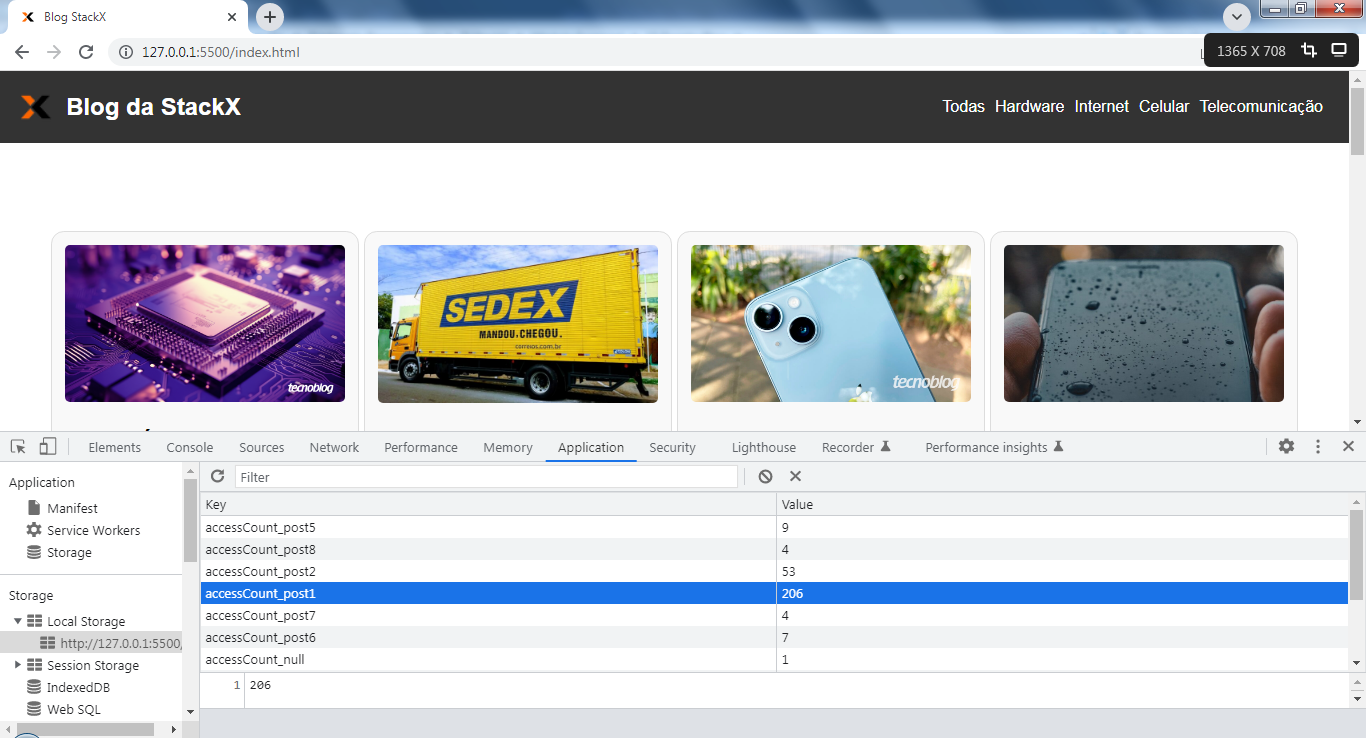 Blog StackX
127.0.0.1:5500/index.html
1365 X 708
Blog da StackX
Todas Hardware Internet Celular Telecomunicação
tecnoblog
SEDEX
MANDOU.CHEGOU.
correios.com.br
tecnoblog
Elements Console Sources Network Performance Memory Application Security Lighthouse Recorder Performance insights
Application
Manifest
Service Workers
Storage
Storage
Local Storage
http://127.0.0.1:5500/
Session Storage
IndexedDB
Web SQL
Filter
Key Value
accessCount_post5 9
accessCount_post8 4
accessCount_post2 53
accessCount_post1 206
accessCount_post7 4
accessCount_post6 7
accessCount_null 1
1 206